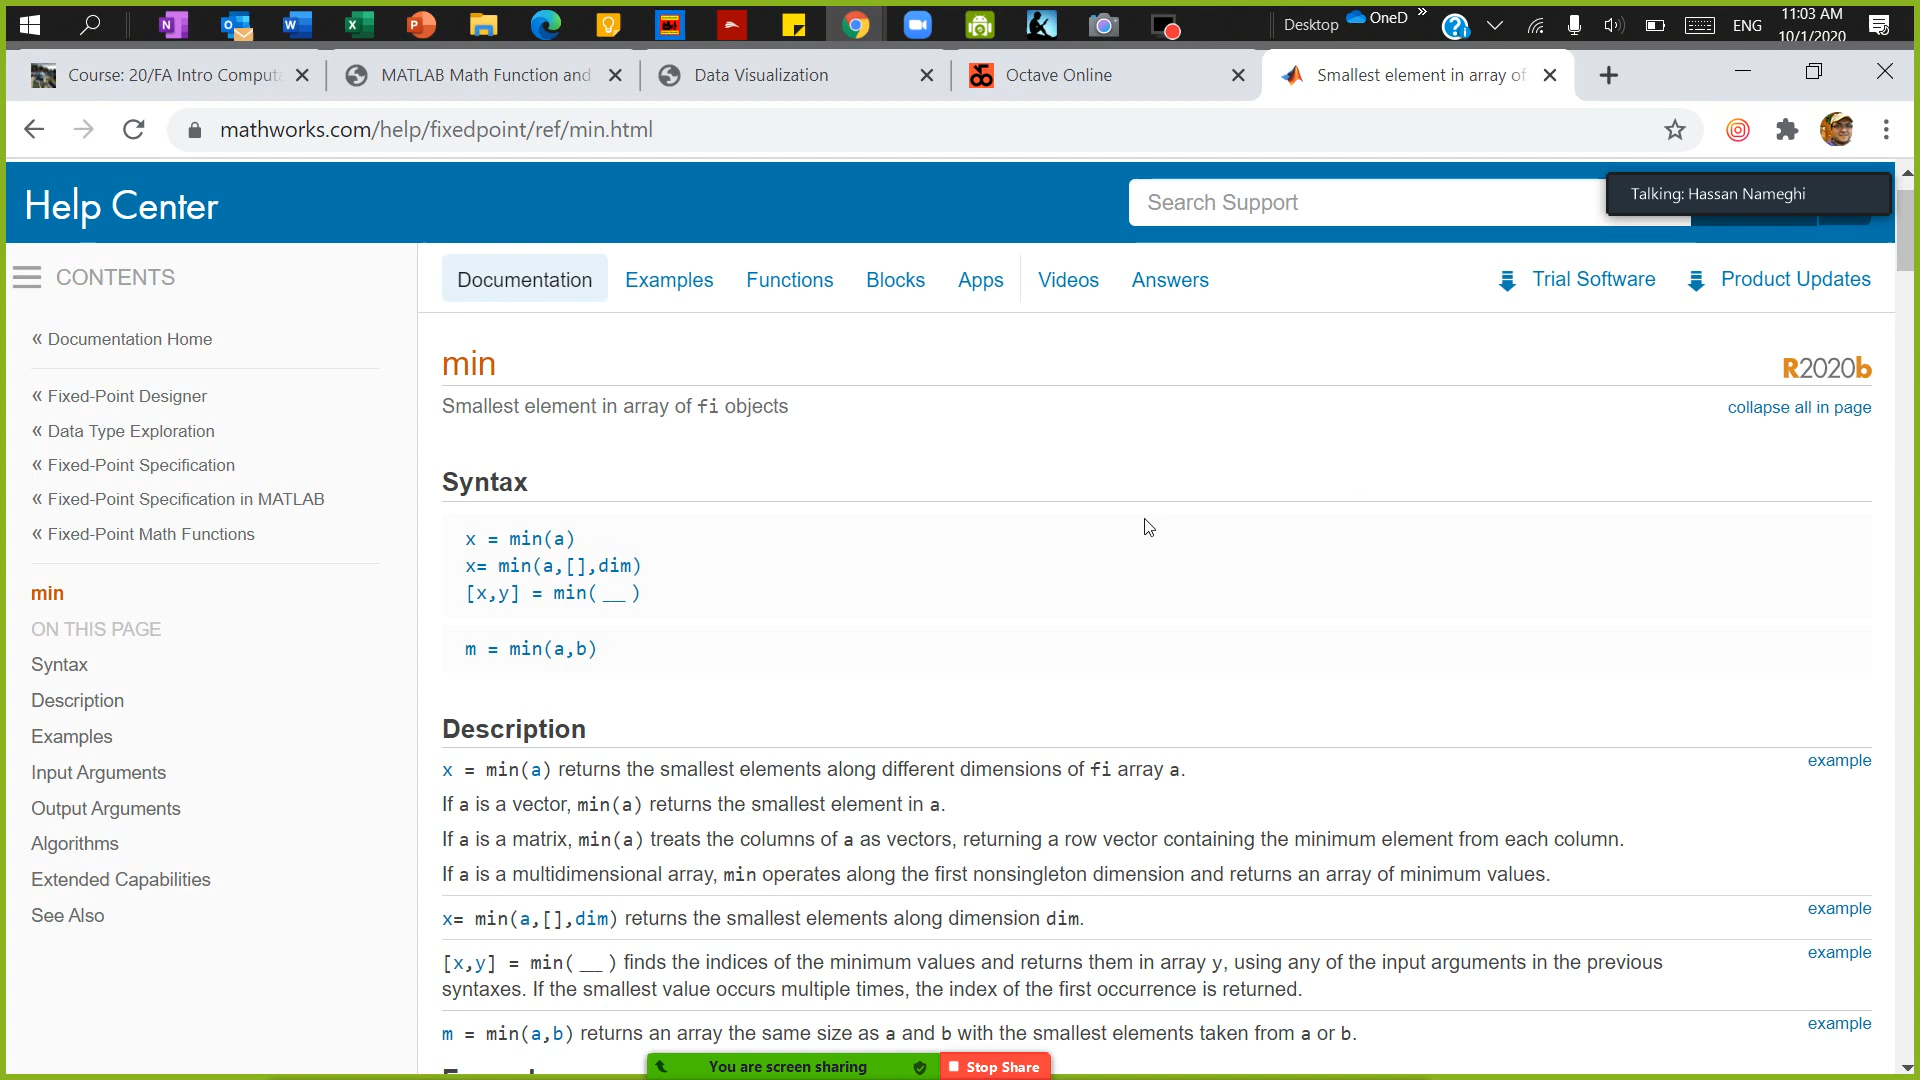 Desktop
OneD
ENG
11:03 AM
10/1/2020
Course: 20/FA Intro Computa
MATLAB Math Function and
Data Visualization
Octave Online
Smallest element in array of
mathworks.com/help/fixedpoint/ref/min.html
Help Center
Search Support
Talking: Hassan Nameghi
CONTENTS
Documentation
Examples
Functions
Blocks
Apps
Videos
Answers
Trial Software
Product Updates
« Documentation Home
« Fixed-Point Designer
« Data Type Exploration
« Fixed-Point Specification
« Fixed-Point Specification in MATLAB
« Fixed-Point Math Functions
min
ON THIS PAGE
Syntax
Description
Examples
Input Arguments
Output Arguments
Algorithms
Extended Capabilities
See Also
min
R2020b
Smallest element in array of fi objects
collapse all in page
Syntax
x = min(a)
x= min(a,[],dim)
[x,y] = min( __ )
m = min(a,b)
Description
x = min(a) returns the smallest elements along different dimensions of fi array a.
example
If a is a vector, min(a) returns the smallest element in a.
If a is a matrix, min(a) treats the columns of a as vectors, returning a row vector containing the minimum element from each column.
If a is a multidimensional array, min operates along the first nonsingleton dimension and returns an array of minimum values.
x= min(a,[],dim) returns the smallest elements along dimension dim.
example
[x,y] = min( __ ) finds the indices of the minimum values and returns them in array y, using any of the input arguments in the previous
syntaxes. If the smallest value occurs multiple times, the index of the first occurrence is returned.
example
m = min(a,b) returns an array the same size as a and b with the smallest elements taken from a or b.
example
You are screen sharing
Stop Share